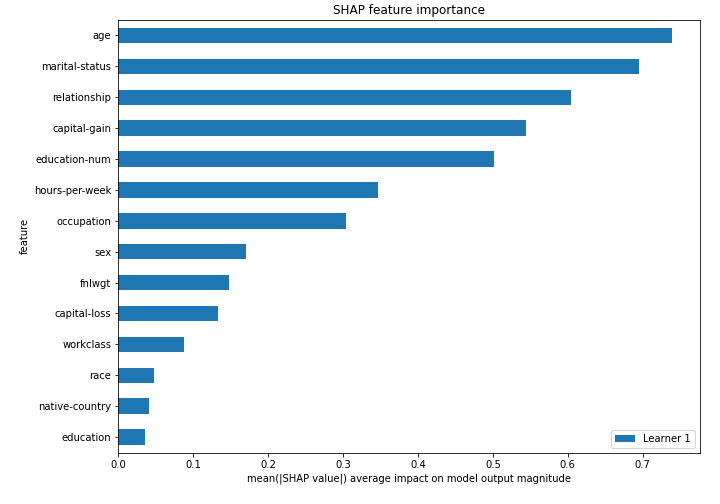 SHAP feature importance
age
marital-status
relationship
capital-gain
education-num
hours-per-week
occupation
sex
fnlwgt
capital-loss
workclass
race
native-country
education
feature
Learner 1
0.0 0.1 0.2 0.3 0.4 0.5 0.6 0.7
mean(|SHAP value|) average impact on model output magnitude